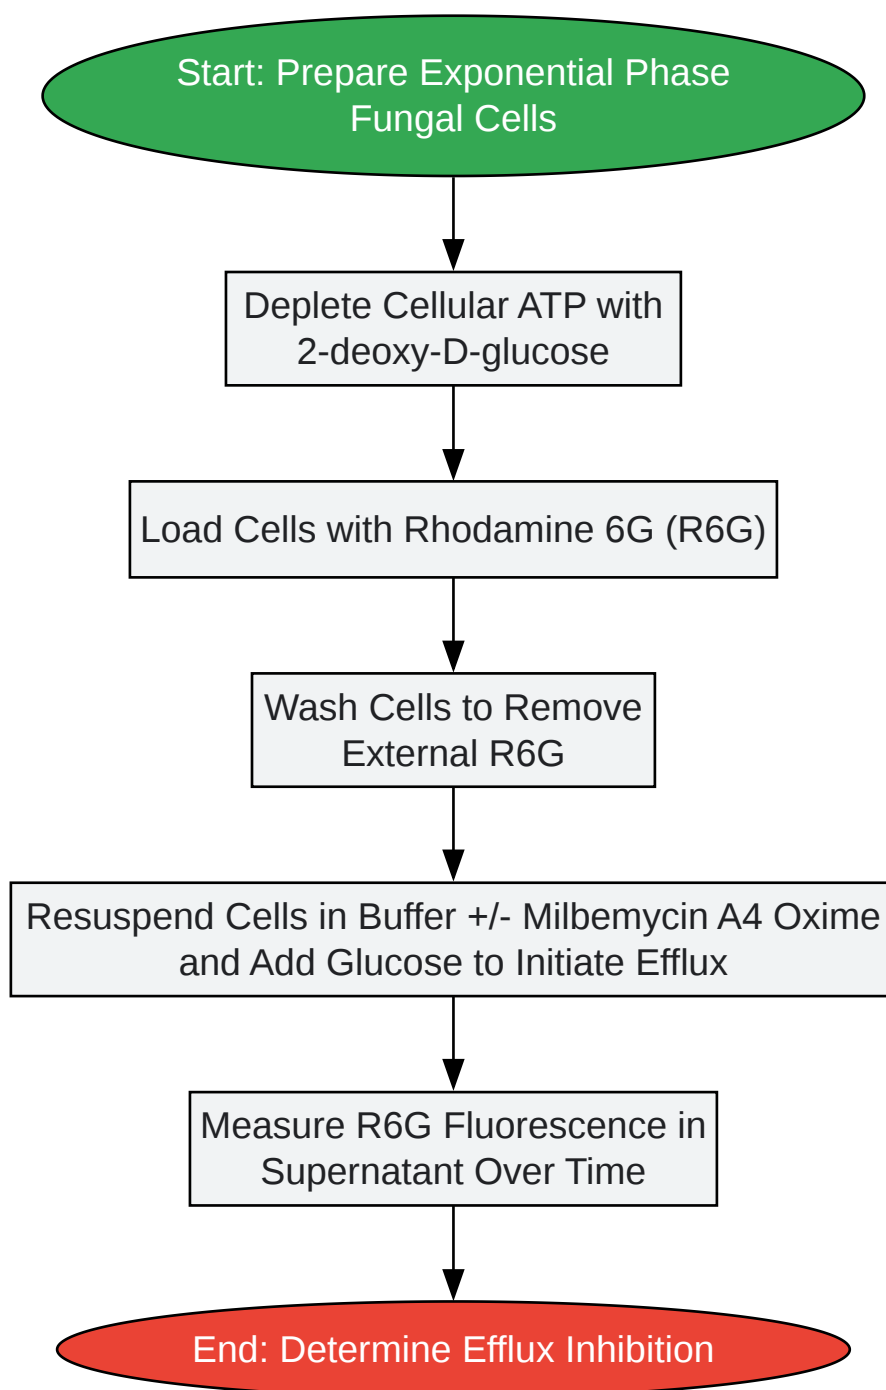 Start: Prepare Exponential Phase
Fungal Cells
Deplete Cellular ATP with
2-deoxy-D-glucose
Load Cells with Rhodamine 6G (R6G)
Wash Cells to Remove
External R6G
Resuspend Cells in Buffer +/- Milbemycin A4 Oxime
and Add Glucose to Initiate Efflux
Measure R6G Fluorescence in
Supernatant Over Time
End: Determine Efflux Inhibition